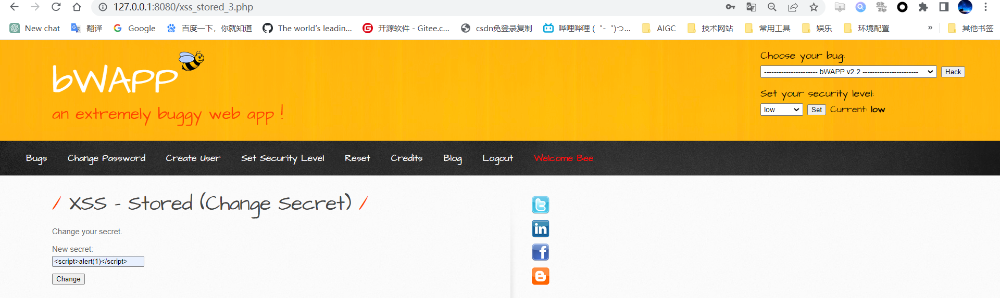 127.0.0.1:8080/xss_stored_3.php
New chat 翻译 Google 百度一下，你就知道 The world's leadin... 开源软件 - Gitee.c... csdn免登录复制 哔哩哔哩 ( ゜- ゜)つ... AIGC 技术网站 常用工具 娱乐 环境配置 » 其他书签
Choose your bug:
bWAPP
---------------------- bWAPP v2.2 ----------------------- Hack
Set your security level:
an extremely buggy web app !
low Set Current: low
Bugs Change Password Create User Set Security Level Reset Credits Blog Logout Welcome Bee
/ XSS - Stored (Change Secret) /
Change your secret.
New secret:
<script>alert(1)</script>
Change